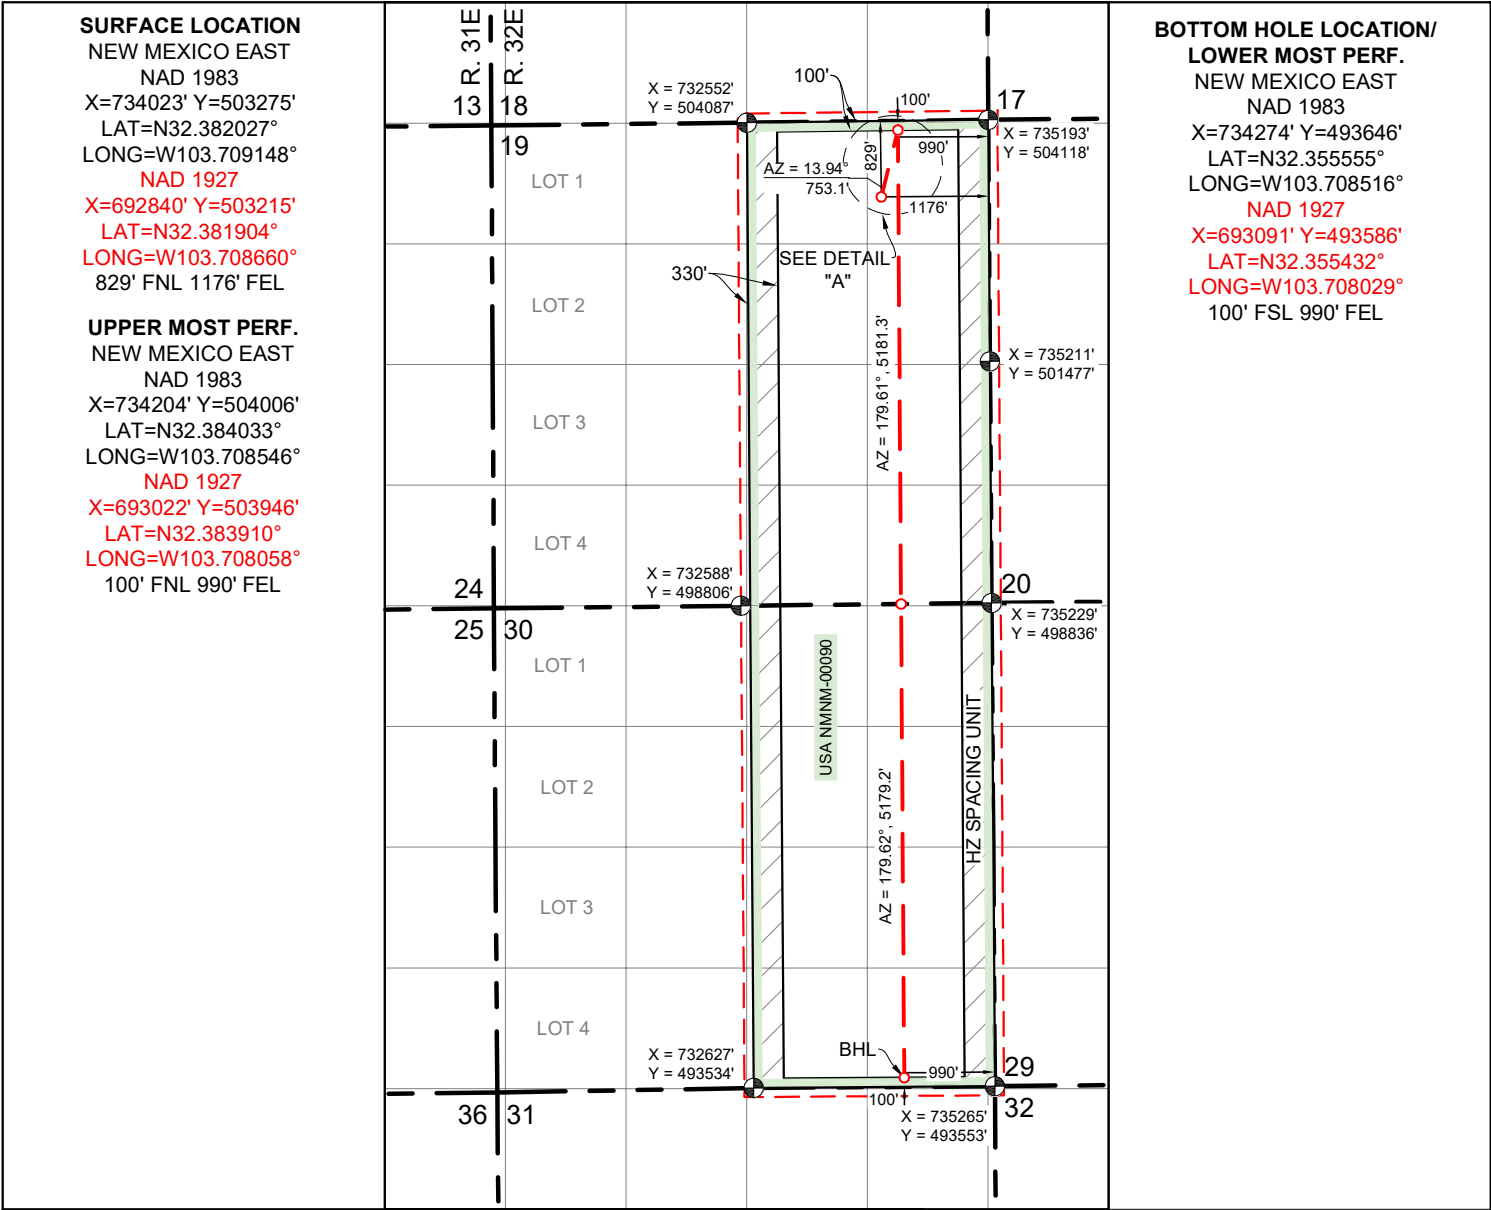 SURFACE LOCATION
NEW MEXICO EAST
NAD 1983
X=734023' Y=503275'
LAT=N32.382027°
LONG=W103.709148°
NAD 1927
X=692840' Y=503215'
LAT=N32.381904°
LONG=W103.708660°
829' FNL 1176' FEL
UPPER MOST PERF.
NEW MEXICO EAST
NAD 1983
X=734204' Y=504006'
LAT=N32.384033°
LONG=W103.708546°
NAD 1927
X=693022' Y=503946'
LAT=N32.383910°
LONG=W103.708058°
100' FNL 990' FEL
R. 31E
R. 32E
13
18
19
X = 732552'
Y = 504087'
100'
100'
17
X = 735193'
Y = 504118'
990'
829'
AZ = 13.94°
753.1'
1176'
LOT 1
SEE DETAIL
"A"
330'
LOT 2
AZ = 179.61°, 5181.3'
X = 735211'
Y = 501477'
LOT 3
LOT 4
X = 732588'
Y = 498806'
24
20
X = 735229'
Y = 498836'
25
30
LOT 1
USA NMNM-00090
HZ SPACING UNIT
LOT 2
AZ = 179.62°, 5179.2'
LOT 3
LOT 4
X = 732627'
Y = 493534'
BHL
990'
29
100'
36
31
32
X = 735265'
Y = 493553'
BOTTOM HOLE LOCATION/
LOWER MOST PERF.
NEW MEXICO EAST
NAD 1983
X=734274' Y=493646'
LAT=N32.355555°
LONG=W103.708516°
NAD 1927
X=693091' Y=493586'
LAT=N32.355432°
LONG=W103.708029°
100' FSL 990' FEL